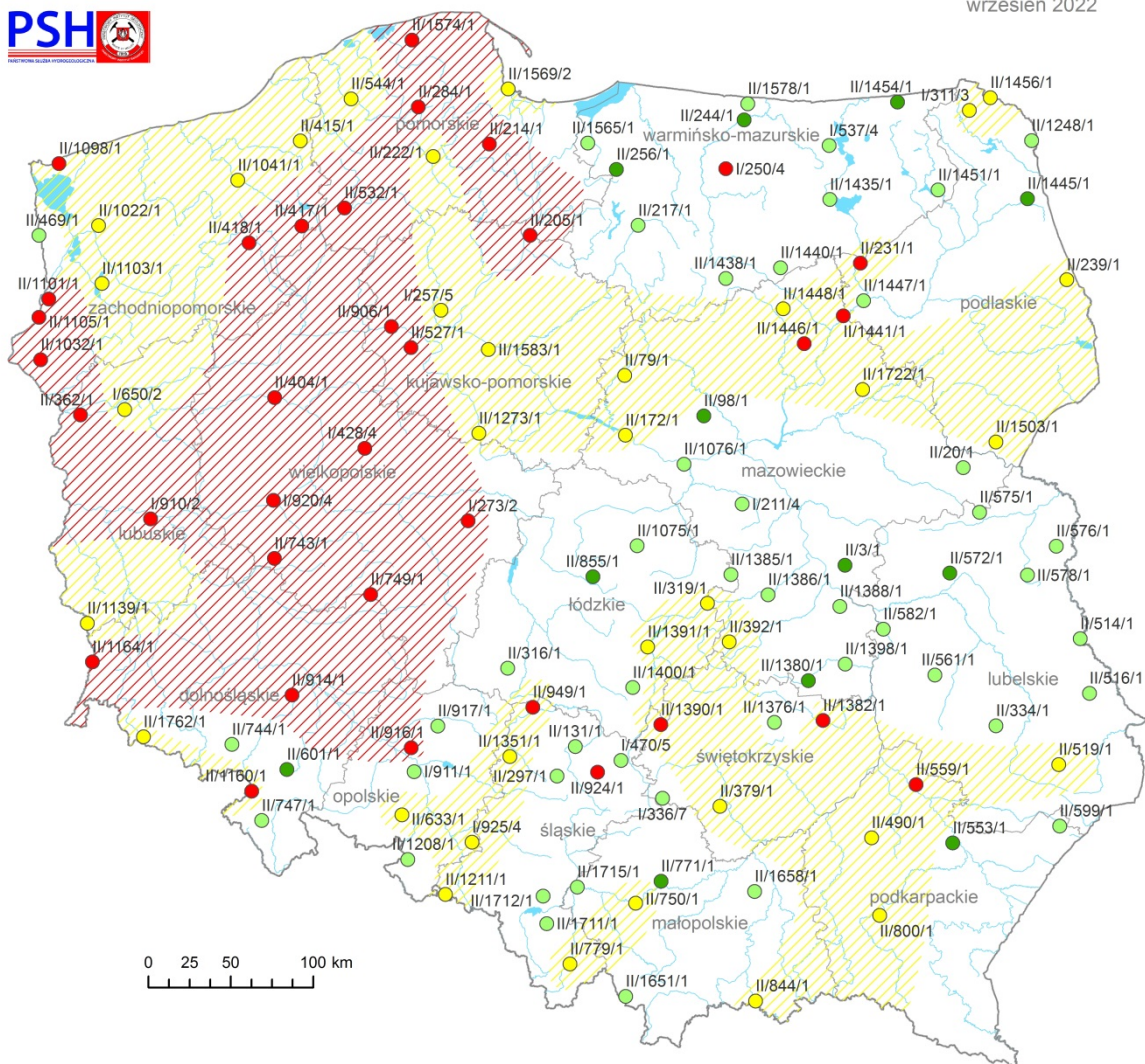 wrzesień 2022
PSH
PAŃSTWOWA SŁUŻBA HYDROGEOLOGICZNA
II/1574/1
II/544/1
II/284/1
II/1569/2
pomorskie
II/415/1
II/214/1
II/222/1
II/1098/1
II/1041/1
II/532/1
II/1022/1
II/469/1
II/417/1
II/418/1
II/205/1
II/1578/1
II/1454/1
II/1456/1
I/311/3
II/244/1
II/1565/1
warmińsko-mazurskie
I/537/4
II/1248/1
II/256/1
I/250/4
II/1451/1
II/1435/1
II/1445/1
II/217/1
II/1440/1
II/231/1
II/1438/1
II/239/1
II/1103/1
II/1101/1
zachodniopomorskie
II/1105/1
II/1032/1
I/257/5
II/906/1
II/527/1
II/1583/1
II/1448/1
II/1447/1
podlaskie
II/1446/1
II/1441/1
II/79/1
kujawsko-pomorskie
II/1722/1
I/650/2
II/362/1
II/404/1
II/98/1
II/1273/1
II/172/1
I/428/4
II/1503/1
II/1076/1
mazowieckie
II/20/1
wielkopolskie
I/920/4
I/910/2
lubuskie
I/273/2
I/211/4
II/575/1
II/743/1
II/1075/1
II/576/1
II/749/1
II/855/1
II/1385/1
II/3/1
II/572/1
II/578/1
II/1386/1
łódzkie
II/319/1
II/1388/1
II/1139/1
II/582/1
II/1391/1
II/392/1
II/514/1
II/1164/1
II/316/1
II/1398/1
II/561/1
II/1400/1
II/1380/1
lubelskie
dolnośląskie
II/914/1
II/949/1
II/516/1
II/1390/1
II/1376/1
II/1382/1
II/334/1
II/1762/1
II/744/1
II/917/1
II/916/1
II/131/1
II/1351/1
I/470/5
świętokrzyskie
II/519/1
II/601/1
I/911/1
II/297/1
II/1160/1
II/924/1
II/559/1
opolskie
II/747/1
II/633/1
I/336/7
II/379/1
I/925/4
śląskie
II/490/1
II/553/1
II/599/1
II/1208/1
II/1211/1
II/1715/1
II/771/1
II/1658/1
II/1712/1
II/750/1
podkarpackie
II/1711/1
małopolskie
II/800/1
II/779/1
II/1651/1
II/844/1
0 25 50 100 km